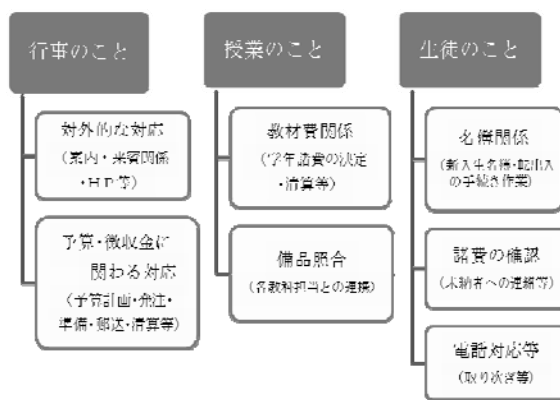 行事のこと
対外的な対応
（案内・来賓関係
・ＨＰ等）
予算・徴収金に
関わる対応
（予算計画・発注・
準備・郵送・清算等）
授業のこと
教材費関係
（学年諸費の決定
・清算等）
備品照合
（各教科担当との連携）
生徒のこと
名簿関係
（新入生名簿・転出入
の手続き作業）
諸費の確認
（未納者への連絡等）
電話対応等
（取り次ぎ等）